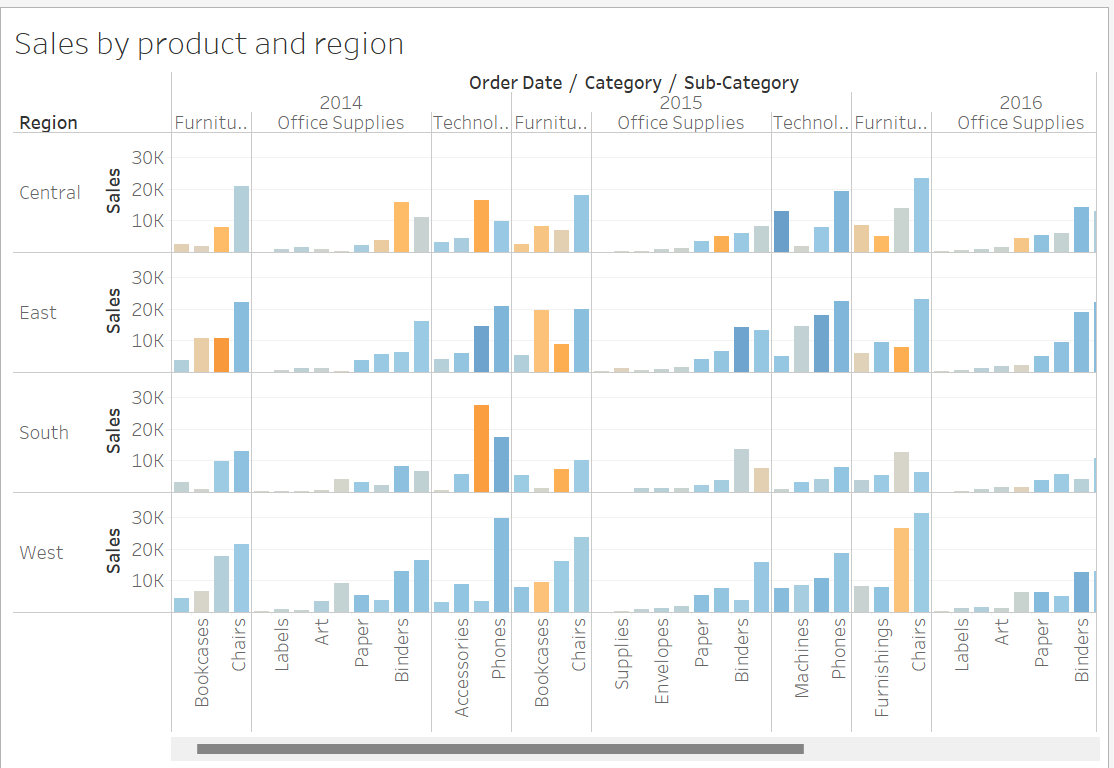 Sales by product and region
Order Date / Category / Sub-Category
2014 2015 2016
Region Furnitu.. Office Supplies Technol.. Furnitu.. Office Supplies Technol.. Furnitu.. Office Supplies
Central Sales 30K 20K 10K
East Sales 30K 20K 10K
South Sales 30K 20K 10K
West Sales 30K 20K 10K
Bookcases Chairs Labels Art Paper Binders Accessories Phones Bookcases Chairs Supplies Envelopes Paper Binders Machines Phones Furnishings Chairs Labels Art Paper Binders